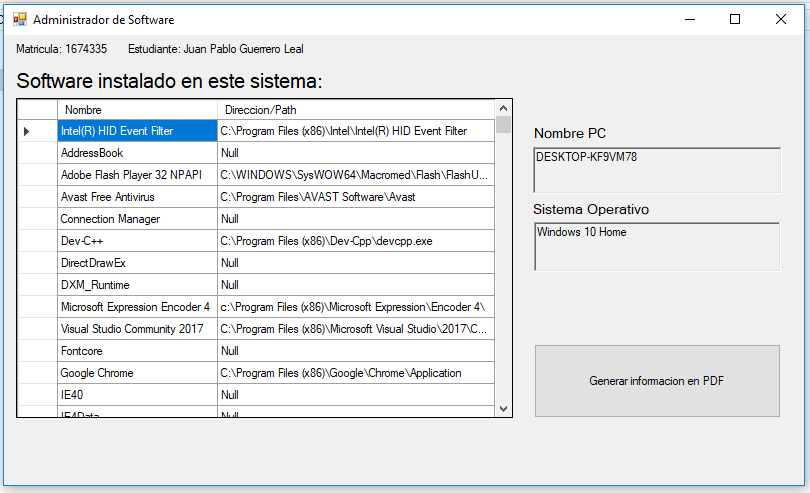 Administrador de Software
Matricula: 1674335 Estudiante: Juan Pablo Guerrero Leal
Software instalado en este sistema:
Nombre Direccion/Path
Intel(R) HID Event Filter C:\Program Files (x86)\Intel\Intel(R) HID Event Filter
AddressBook Null
Adobe Flash Player 32 NPAPI C:\WINDOWS\SysWOW64\Macromed\Flash\FlashU...
Avast Free Antivirus C:\Program Files\AVAST Software\Avast
Connection Manager Null
Dev-C++ C:\Program Files (x86)\Dev-Cpp\devcpp.exe
DirectDrawEx Null
DXM_Runtime Null
Microsoft Expression Encoder 4 c:\Program Files (x86)\Microsoft Expression\Encoder 4\
Visual Studio Community 2017 C:\Program Files (x86)\Microsoft Visual Studio\2017\C...
Fontcore Null
Google Chrome C:\Program Files (x86)\Google\Chrome\Application
IE40 Null
IE4Data Null
Nombre PC
DESKTOP-KF9VM78
Sistema Operativo
Windows 10 Home
Generar informacion en PDF